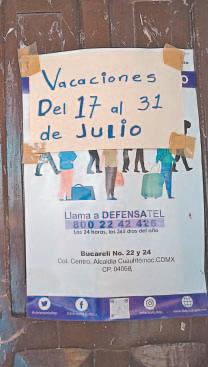 Vacaciones
Del 17 al 31
de Julio
Llama a DEFENSATEL
800 22 42 426
Las 24 horas, los 365 días del año
Bucareli No. 22 y 24
Col. Centro, Alcaldía Cuauhtémoc, CDMX
CP. 04068,